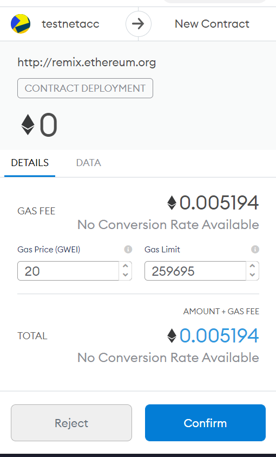 testnetacc New Contract
http://remix.ethereum.org
CONTRACT DEPLOYMENT
0
DETAILS DATA
GAS FEE 0.005194
No Conversion Rate Available
Gas Price (GWEI) Gas Limit
20 259695
AMOUNT + GAS FEE
TOTAL 0.005194
No Conversion Rate Available
Reject Confirm